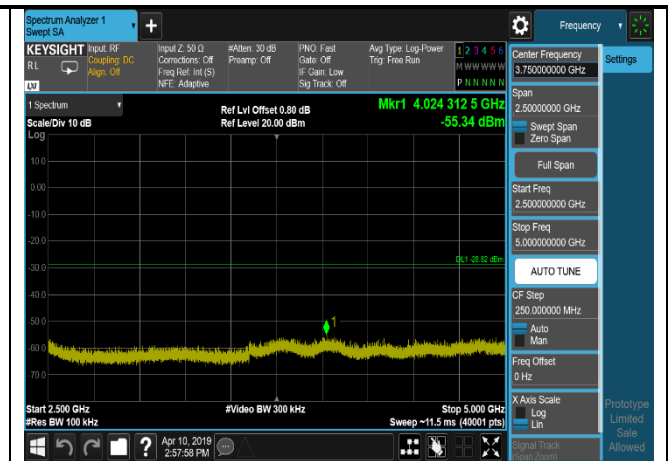 Spectrum Analyzer 1
Swept SA
Frequency
KEYSIGHT
RL
LXI
Input: RF
Coupling: DC
Align: Off
Input Z: 50 Ω
Corrections: Off
Freq Ref: Int (S)
NFE: Adaptive
#Atten: 30 dB
Preamp: Off
PNO: Fast
Gate: Off
IF Gain: Low
Sig Track: Off
Avg Type: Log-Power
Trig: Free Run
1 2 3 4 5 6
M W W W W W
P N N N N N
Center Frequency
3.750000000 GHz
Settings
1 Spectrum
Scale/Div 10 dB
Log
Ref Lvl Offset 0.80 dB
Ref Level 20.00 dBm
Mkr1 4.024 312 5 GHz
-55.34 dBm
Span
2.50000000 GHz
Swept Span
Zero Span
Full Span
Start Freq
2.500000000 GHz
Stop Freq
5.000000000 GHz
AUTO TUNE
CF Step
250.000000 MHz
Auto
Man
Freq Offset
0 Hz
X Axis Scale
Log
Lin
Signal Track
(Span Zoom)
10.0
0.00
-10.0
-20.0
-30.0
-40.0
-50.0
-60.0
-70.0
DL1 -28.82 dBm
1
Start 2.500 GHz
#Res BW 100 kHz
#Video BW 300 kHz
Stop 5.000 GHz
Sweep ~11.5 ms (40001 pts)
Prototype
Limited
Sale
Allowed
?
Apr 10, 2019
2:57:58 PM